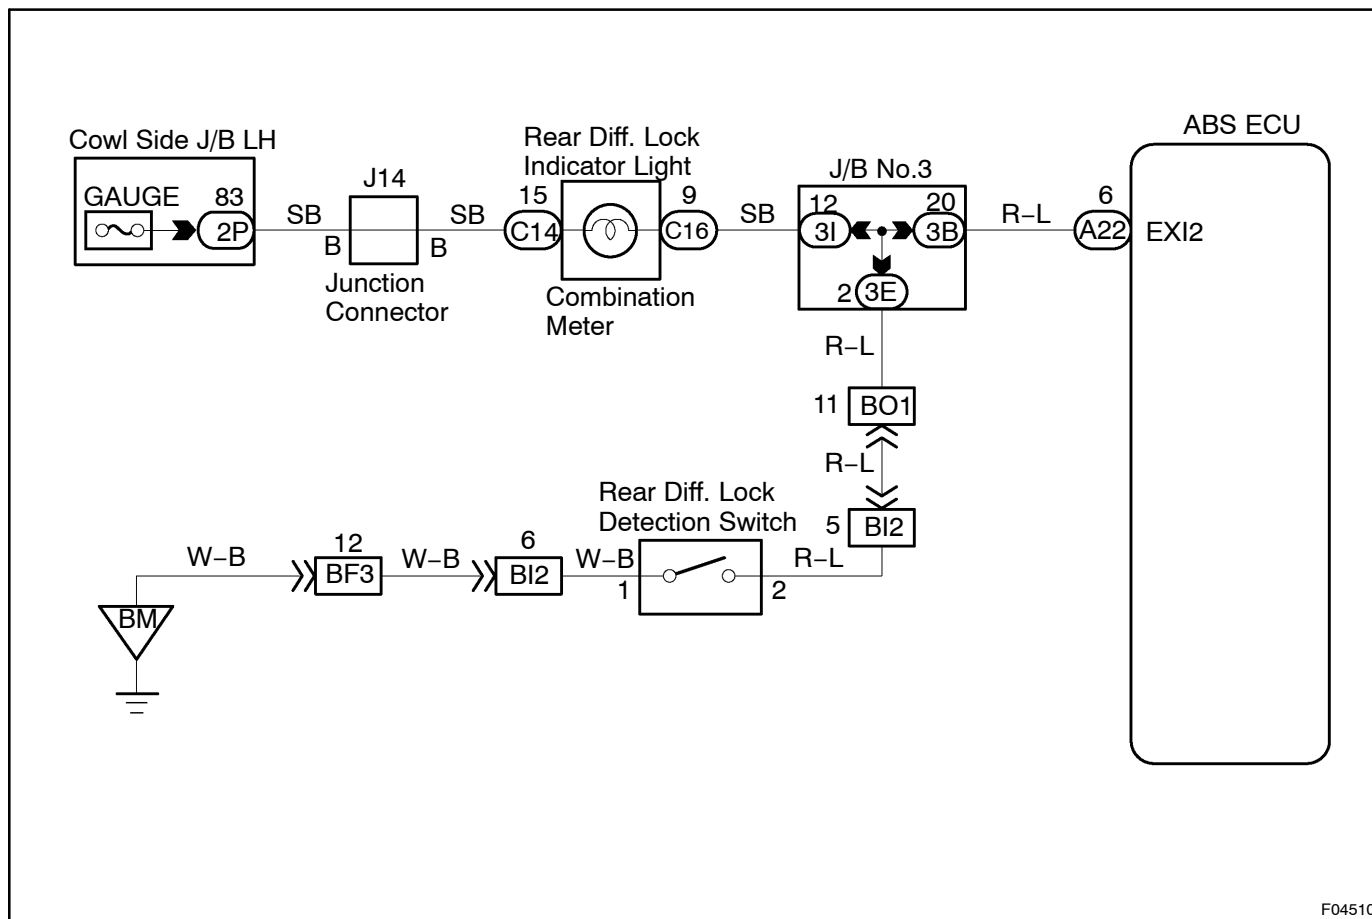 ABS ECU
Cowl Side J/B LH
Rear Diff. Lock
Indicator Light
J/B No.3
GAUGE
83
2P
SB
J14
B
B
SB
15
C14
9
C16
SB
12
3I
20
3B
R–L
6
A22
EXI2
Junction
Connector
Combination
Meter
2
3E
R–L
11
BO1
R–L
5
BI2
Rear Diff. Lock
Detection Switch
W–B
12
BF3
W–B
6
BI2
W–B
1
2
R–L
BM
F04510